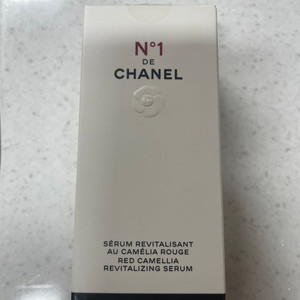 N°1
DE
CHANEL
SÉRUM REVITALISANT
AU CAMÉLIA ROUGE
RED CAMELLIA
REVITALIZING SERUM